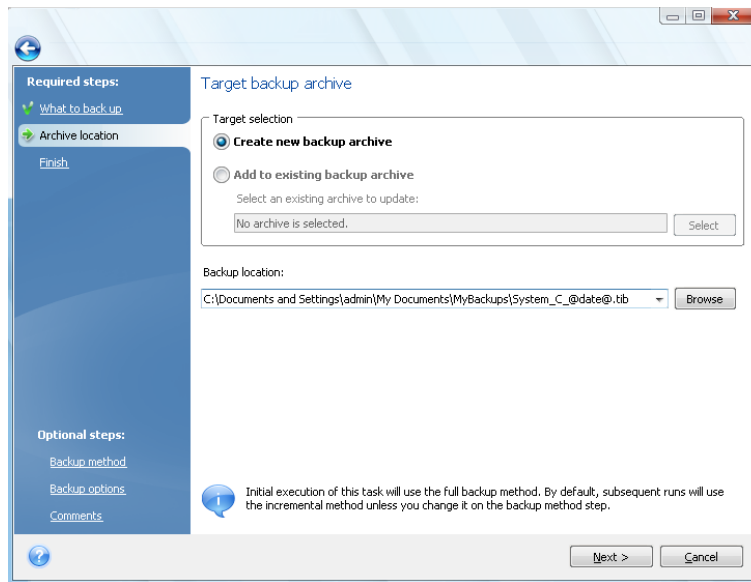 Required steps:
What to back up
Archive location
Finish
Optional steps:
Backup method
Backup options
Comments
Target backup archive
Target selection
Create new backup archive
Add to existing backup archive
Select an existing archive to update:
No archive is selected.
Select
Backup location:
C:\Documents and Settings\admin\My Documents\MyBackups\System_C_@date@.tib
Browse
Initial execution of this task will use the full backup method. By default, subsequent runs will use
the incremental method unless you change it on the backup method step.
Next >
Cancel